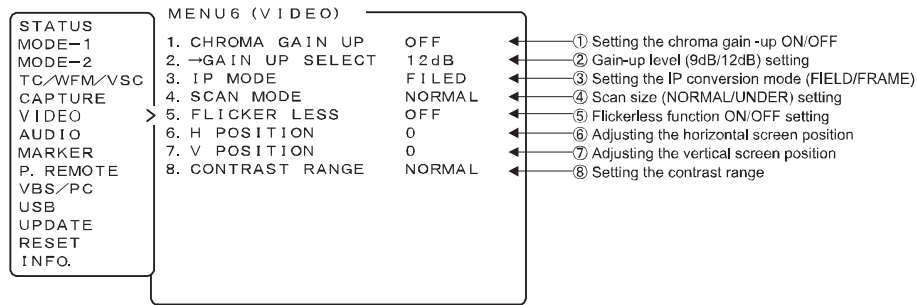 STATUS
MODE-1
MODE-2
TC/WFM/VSC
CAPTURE
VIDEO >
AUDIO
MARKER
P. REMOTE
VBS/PC
USB
UPDATE
RESET
INFO.
MENU6 (VIDEO)
1. CHROMA GAIN UP OFF
2. →GAIN UP SELECT 12dB
3. IP MODE FILED
4. SCAN MODE NORMAL
5. FLICKER LESS OFF
6. H POSITION 0
7. V POSITION 0
8. CONTRAST RANGE NORMAL
① Setting the chroma gain -up ON/OFF
② Gain-up level (9dB/12dB) setting
③ Setting the IP conversion mode (FIELD/FRAME)
④ Scan size (NORMAL/UNDER) setting
⑤ Flickerless function ON/OFF setting
⑥ Adjusting the horizontal screen position
⑦ Adjusting the vertical screen position
⑧ Setting the contrast range